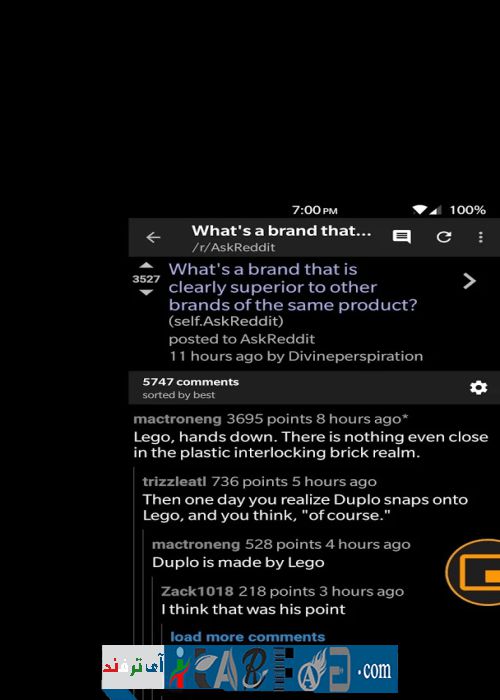 7:00 PM 100%
What's a brand that...
/r/AskReddit
3527
What's a brand that is
clearly superior to other
brands of the same product?
(self.AskReddit)
posted to AskReddit
11 hours ago by Divineperspiration
5747 comments
sorted by best
mactroneng 3695 points 8 hours ago*
Lego, hands down. There is nothing even close
in the plastic interlocking brick realm.
trizzleatl 736 points 5 hours ago
Then one day you realize Duplo snaps onto
Lego, and you think, "of course."
mactroneng 528 points 4 hours ago
Duplo is made by Lego
Zack1018 218 points 3 hours ago
I think that was his point
load more comments
آی ترفند
.com